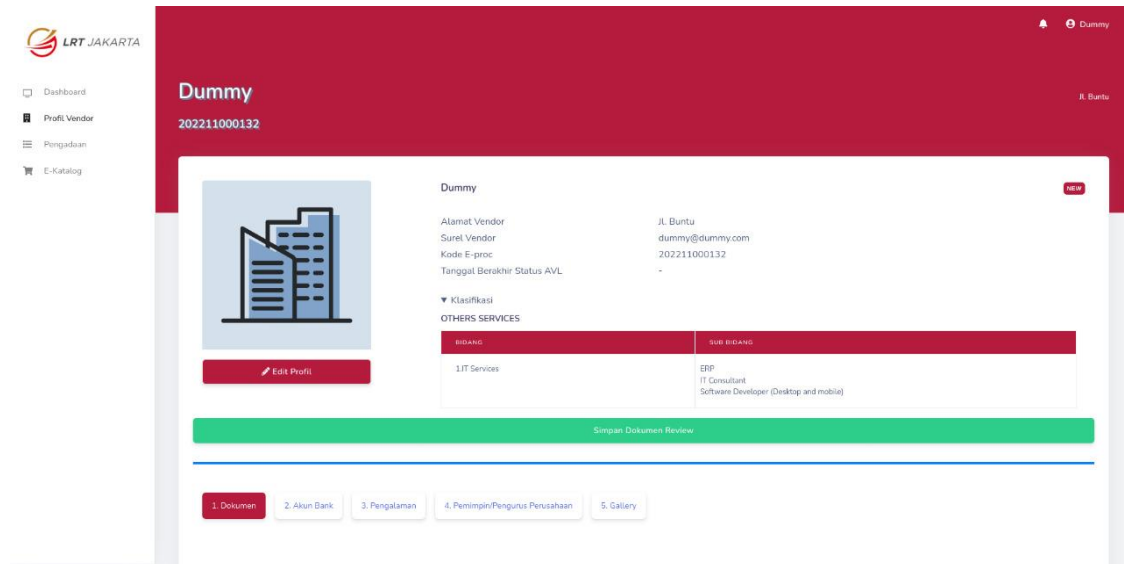 LRT JAKARTA
Dummy
Dashboard
Profil Vendor
Pengadaan
E-Katalog
Dummy
Jl. Buntu
202211000132
Dummy
NEW
Alamat Vendor Jl. Buntu
Surel Vendor dummy@dummy.com
Kode E-proc 202211000132
Tanggal Berakhir Status AVL -
▼ Klasifikasi
OTHERS SERVICES
BIDANG SUB BIDANG
1.IT Services ERP
IT Consultant
Software Developer (Desktop and mobile)
Edit Profil
Simpan Dokumen Review
1. Dokumen 2. Akun Bank 3. Pengalaman 4. Pemimpin/Pengurus Perusahaan 5. Gallery